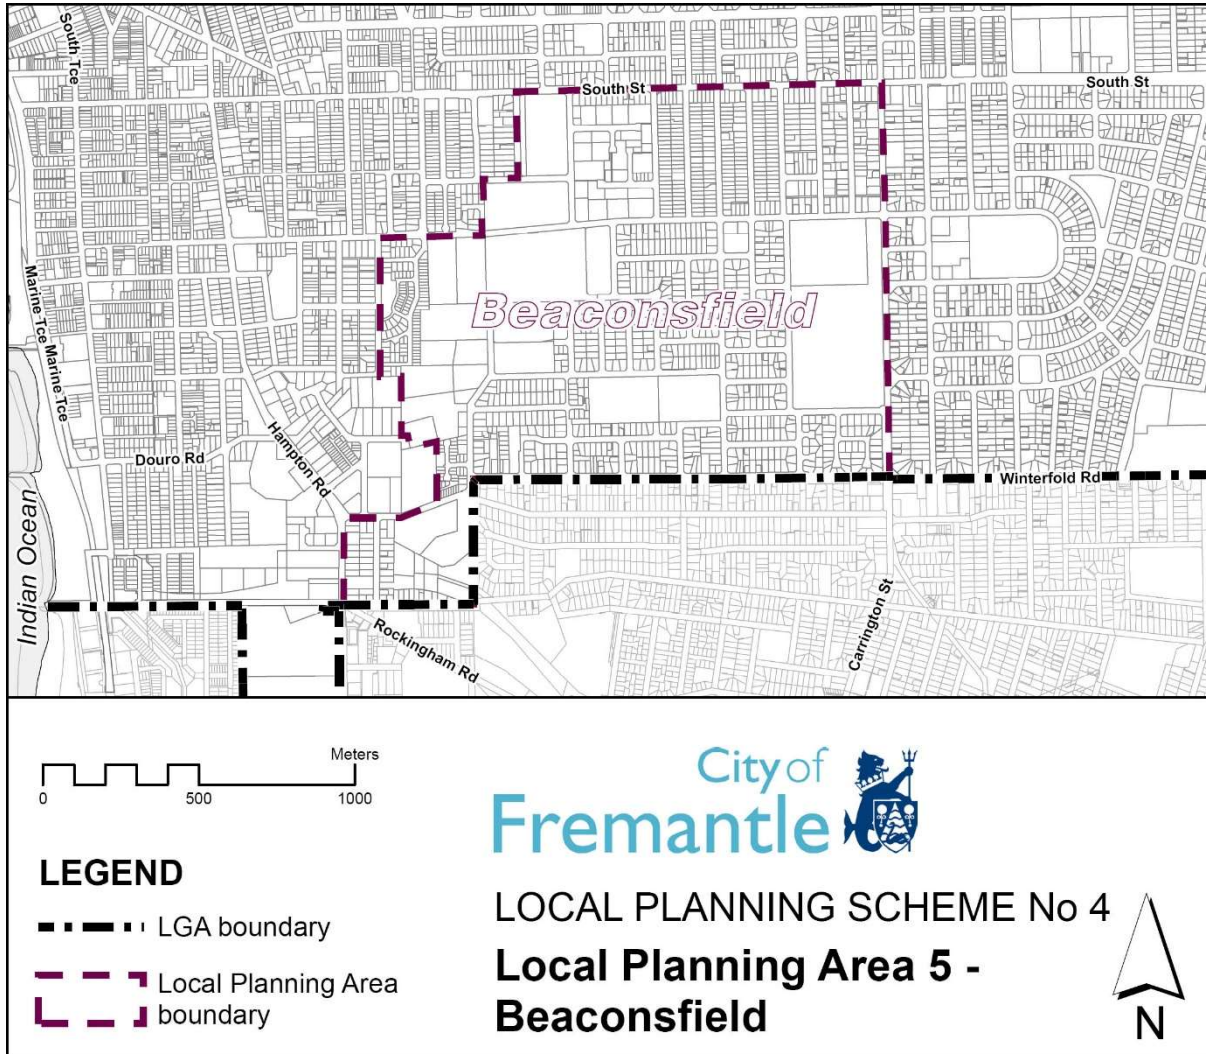 South Tce
South St
South St
Beaconsfield
Marine Tce
Marine Tce
Hampton Rd
Douro Rd
Winterfold Rd
Indian Ocean
Carrington St
Rockingham Rd
Meters
0 500 1000
City of
Fremantle
LEGEND
LGA boundary
Local Planning Area
boundary
LOCAL PLANNING SCHEME No 4
Local Planning Area 5 -
Beaconsfield
N